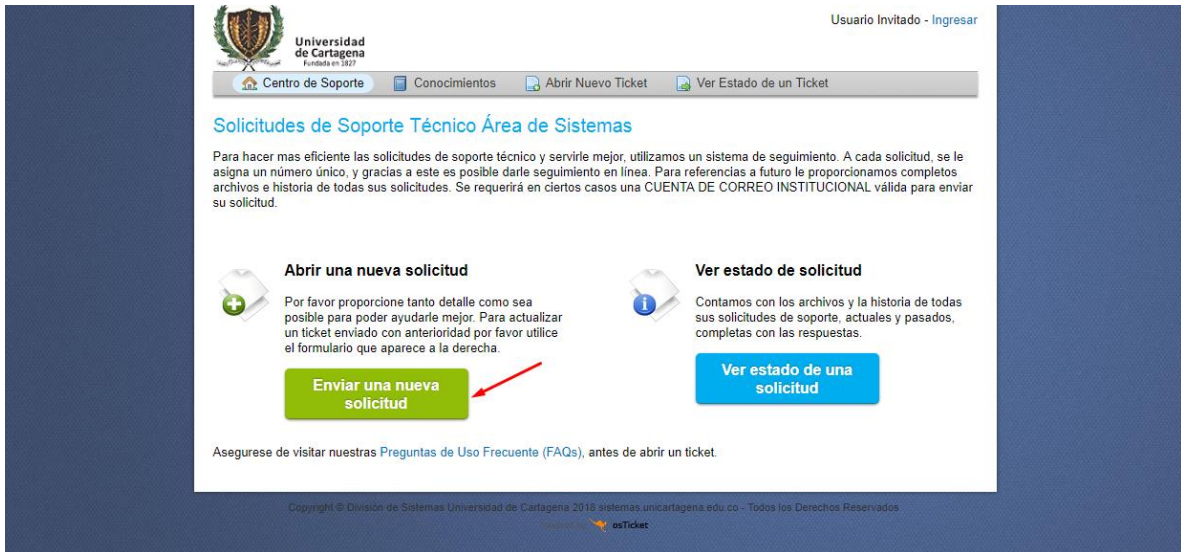 Universidad
de Cartagena
Fundada en 1827
Usuario Invitado - Ingresar
Centro de Soporte Conocimientos Abrir Nuevo Ticket Ver Estado de un Ticket
Solicitudes de Soporte Técnico Área de Sistemas
Para hacer mas eficiente las solicitudes de soporte técnico y servirle mejor, utilizamos un sistema de seguimiento. A cada solicitud, se le
asigna un número único, y gracias a este es posible darle seguimiento en línea. Para referencias a futuro le proporcionamos completos
archivos e historia de todas sus solicitudes. Se requerirá en ciertos casos una CUENTA DE CORREO INSTITUCIONAL válida para enviar
su solicitud.
Abrir una nueva solicitud
Por favor proporcione tanto detalle como sea
posible para poder ayudarle mejor. Para actualizar
un ticket enviado con anterioridad por favor utilice
el formulario que aparece a la derecha.
Enviar una nueva
solicitud
Ver estado de solicitud
Contamos con los archivos y la historia de todas
sus solicitudes de soporte, actuales y pasados,
completas con las respuestas.
Ver estado de una
solicitud
Asegurese de visitar nuestras Preguntas de Uso Frecuente (FAQs), antes de abrir un ticket.
Copyright © División de Sistemas Universidad de Cartagena 2018 sistemas.unicartagena.edu.co - Todos los Derechos Reservados
osTicket